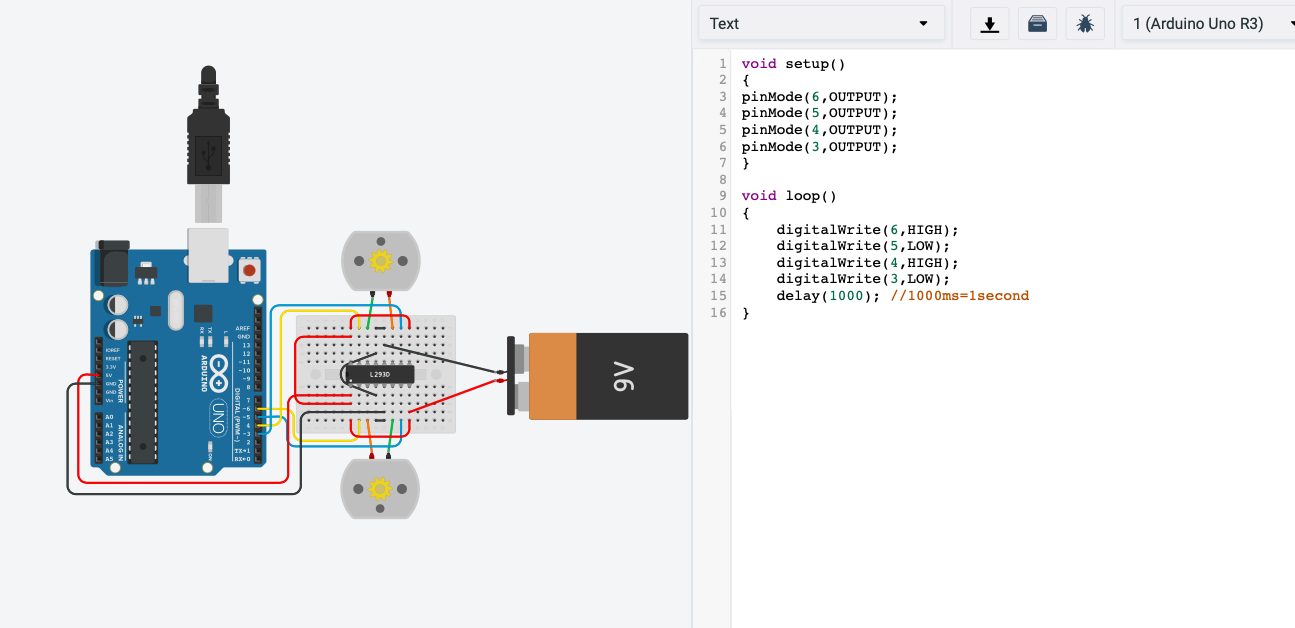 Text
1 (Arduino Uno R3)
1 void setup()
2 {
3 pinMode(6,OUTPUT);
4 pinMode(5,OUTPUT);
5 pinMode(4,OUTPUT);
6 pinMode(3,OUTPUT);
7 }
8
9 void loop()
10 {
11 digitalWrite(6,HIGH);
12 digitalWrite(5,LOW);
13 digitalWrite(4,HIGH);
14 digitalWrite(3,LOW);
15 delay(1000); //1000ms=1second
16 }
AREF
GND
13
12
~11
~10
~9
8
7
~6
~5
4
~3
2
TX→1
RX←0
DIGITAL (PWM~)
TX
RX
L
ON
ARDUINO
UNO
IOREF
RESET
3.3V
5V
GND
GND
Vin
POWER
A0
A1
A2
A3
A4
A5
ANALOG IN
L293D
9V